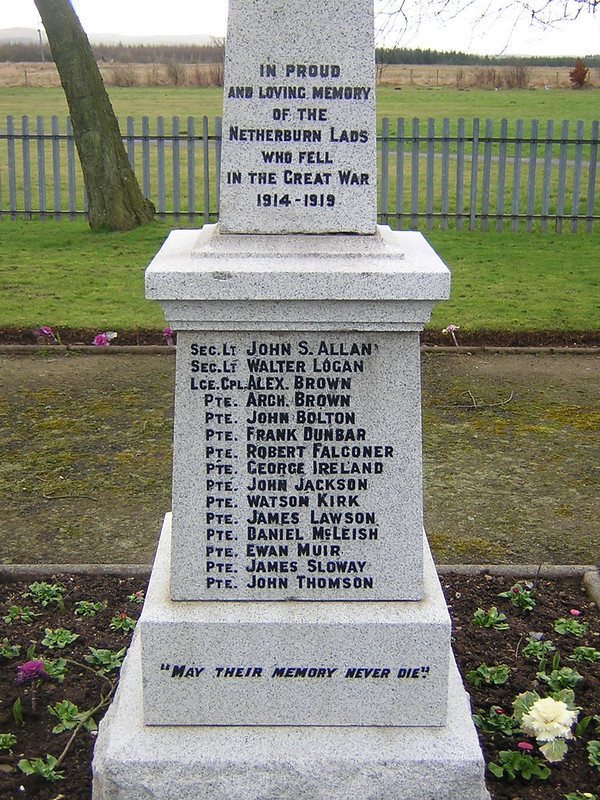 IN PROUD
AND LOVING MEMORY
OF THE
NETHERBURN LADS
WHO FELL
IN THE GREAT WAR
1914-1919
SEC. LT JOHN S. ALLAN
SEC. LT WALTER LOGAN
LCE. CPL. ALEX. BROWN
PTE. ARCH. BROWN
PTE. JOHN BOLTON
PTE. FRANK DUNBAR
PTE. ROBERT FALCONER
PTE. GEORGE IRELAND
PTE. JOHN JACKSON
PTE. WATSON KIRK
PTE. JAMES LAWSON
PTE. DANIEL MCLEISH
PTE. EWAN MUIR
PTE. JAMES SLOWAY
PTE. JOHN THOMSON
"MAY THEIR MEMORY NEVER DIE".